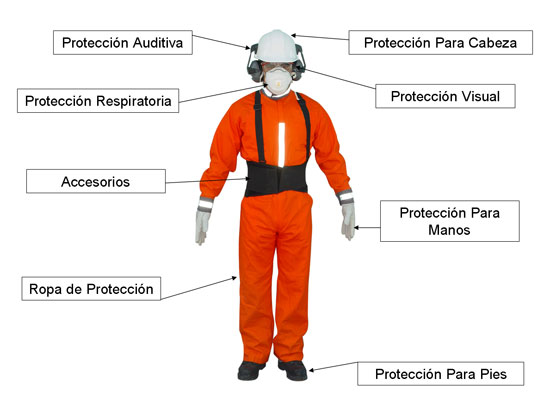 Protección Auditiva
Protección Para Cabeza
Protección Respiratoria
Protección Visual
Accesorios
Protección Para
Manos
Ropa de Protección
Protección Para Pies